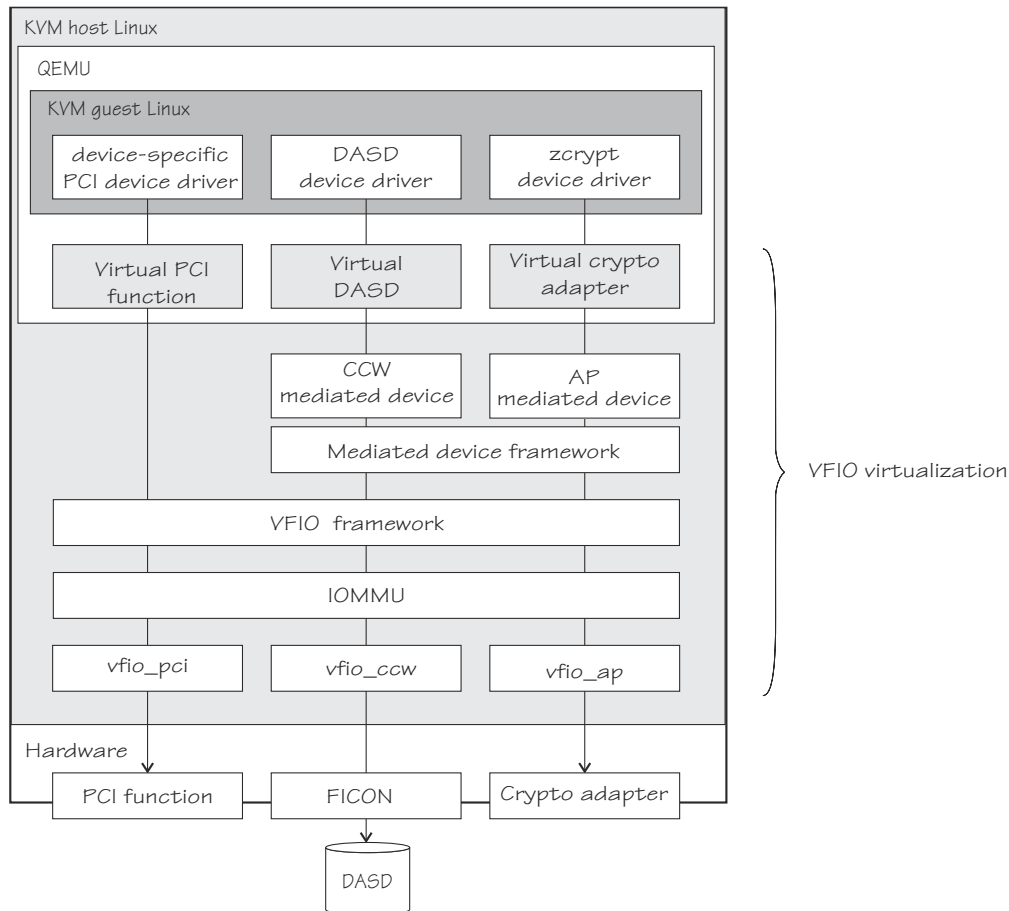 KVM host Linux
QEMU
KVM guest Linux
device-specific
PCI device driver
DASD
device driver
zcrypt
device driver
Virtual PCI
function
Virtual
DASD
Virtual crypto
adapter
CCW
mediated device
AP
mediated device
Mediated device framework
VFIO virtualization
VFIO framework
IOMMU
vfio_pci
vfio_ccw
vfio_ap
Hardware
PCI function
FICON
Crypto adapter
DASD